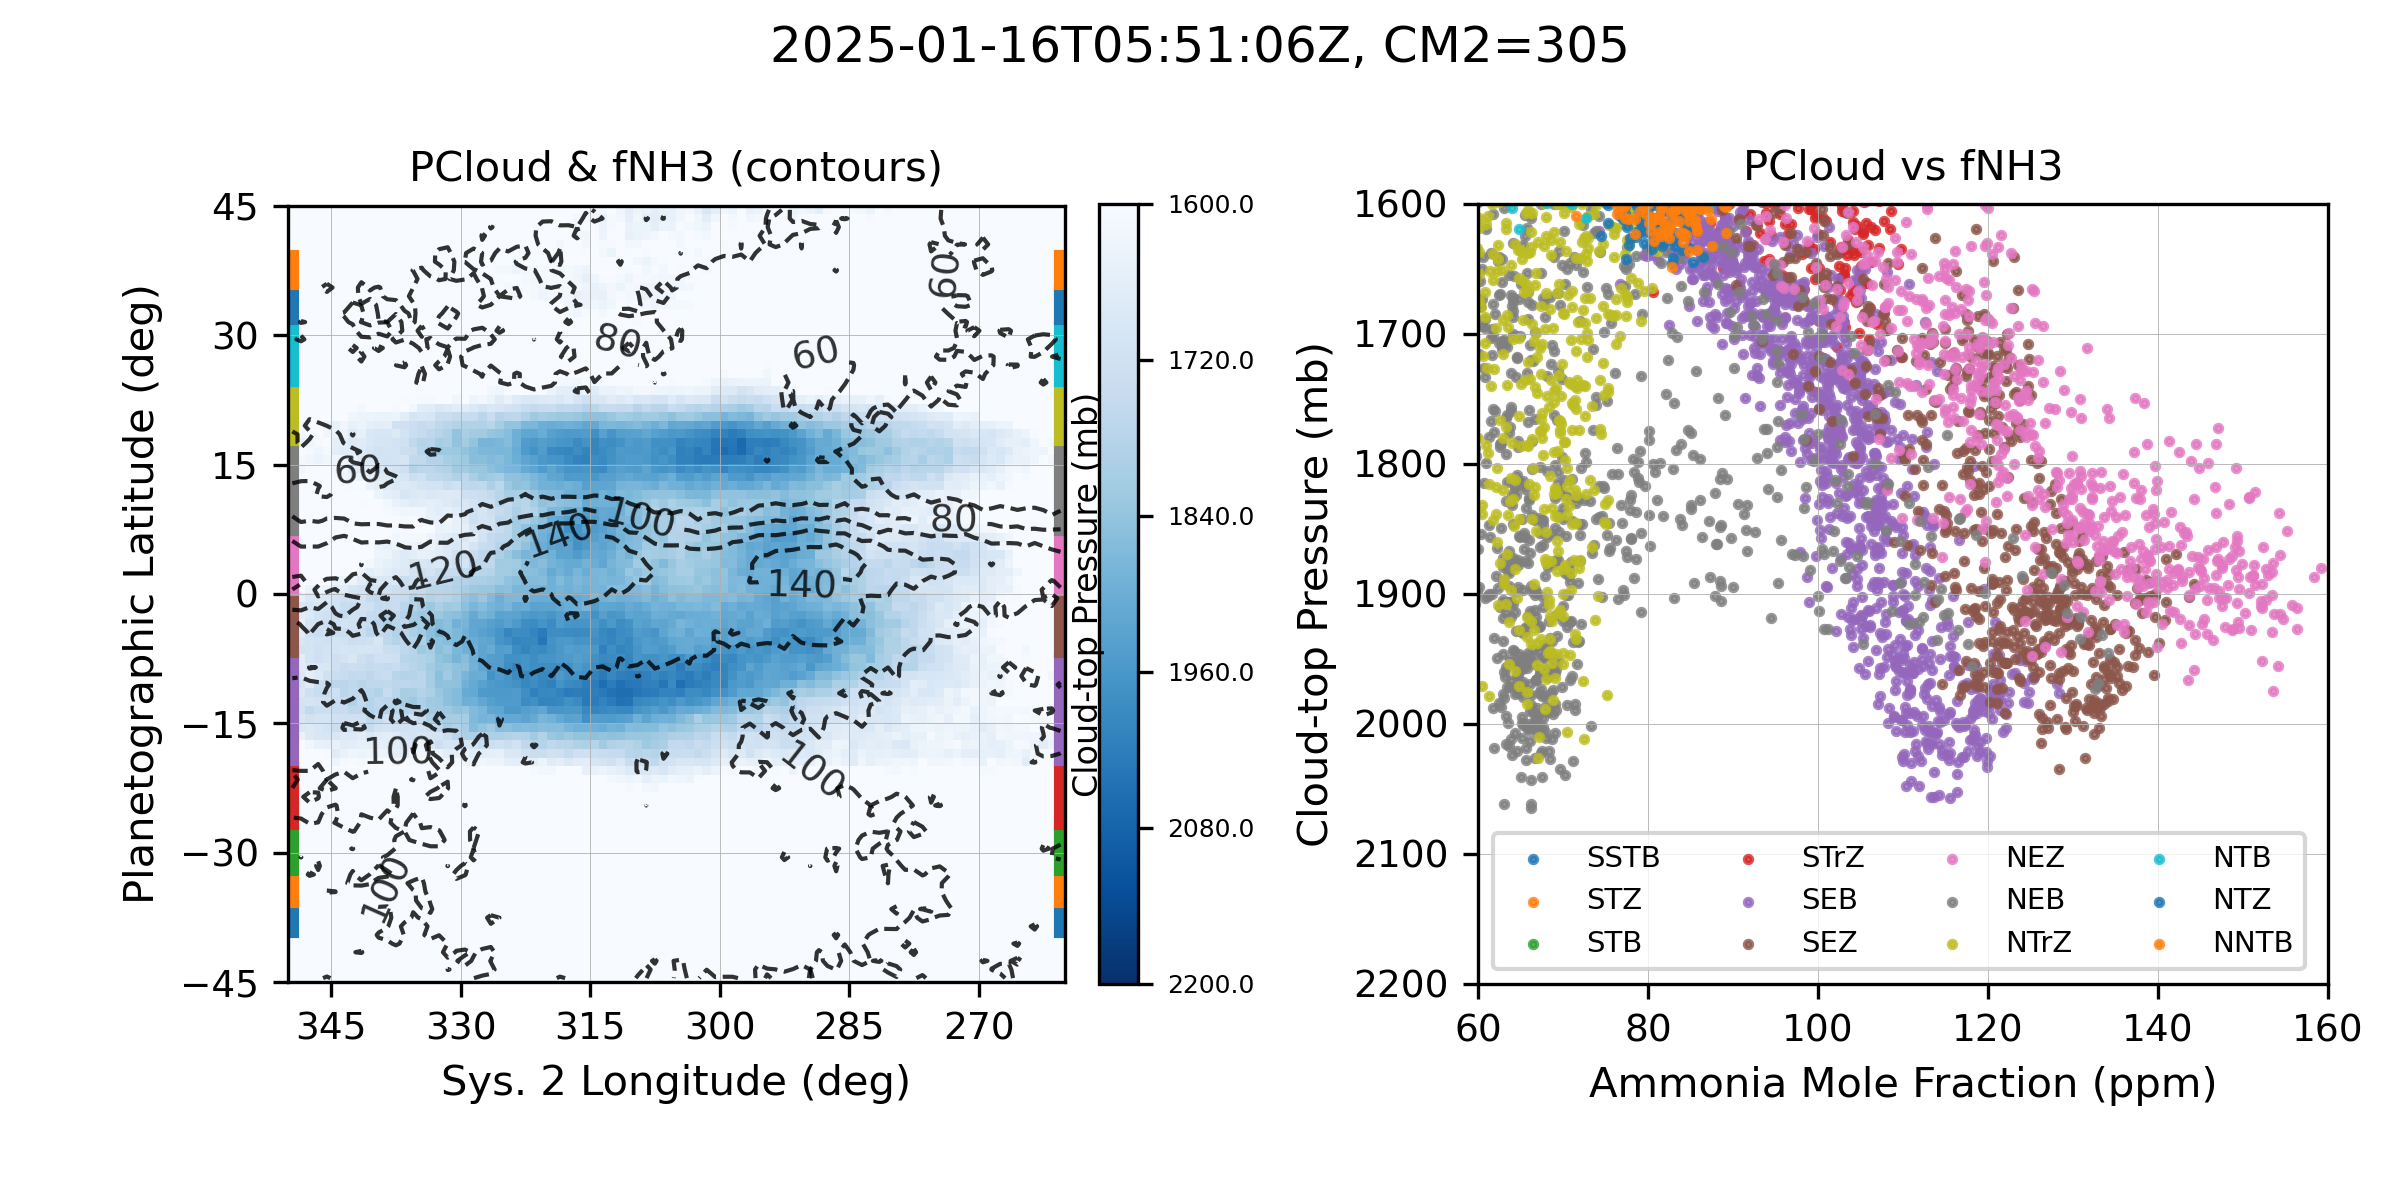 2025-01-16T05:51:06Z, CM2=305
PCloud & fNH3 (contours)
45
30
15
0
−15
−30
−45
Planetographic Latitude (deg)
345
330
315
300
285
270
Sys. 2 Longitude (deg)
60
80
60
60
100
80
140
120
140
100
100
100
1600.0
1720.0
1840.0
1960.0
2080.0
2200.0
Cloud-top Pressure (mb)
PCloud vs fNH3
1600
1700
1800
1900
2000
2100
2200
Cloud-top Pressure (mb)
SSTB
STZ
STB
STrZ
SEB
SEZ
NEZ
NEB
NTrZ
NTB
NTZ
NNTB
60
80
100
120
140
160
Ammonia Mole Fraction (ppm)